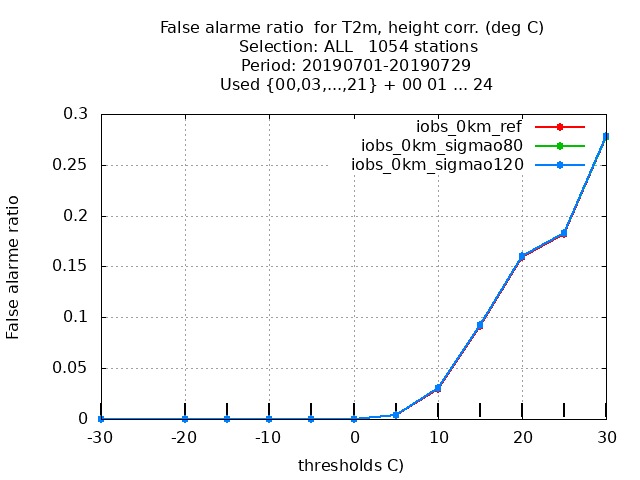 False alarme ratio  for T2m, height corr. (deg C)
Selection: ALL   1054 stations
Period: 20190701-20190729
Used {00,03,...,21} + 00 01 ... 24
iobs_0km_ref
iobs_0km_sigmao80
iobs_0km_sigmao120
False alarme ratio
0.3
0.25
0.2
0.15
0.1
0.05
0
-30 -20 -10 0 10 20 30
thresholds C)